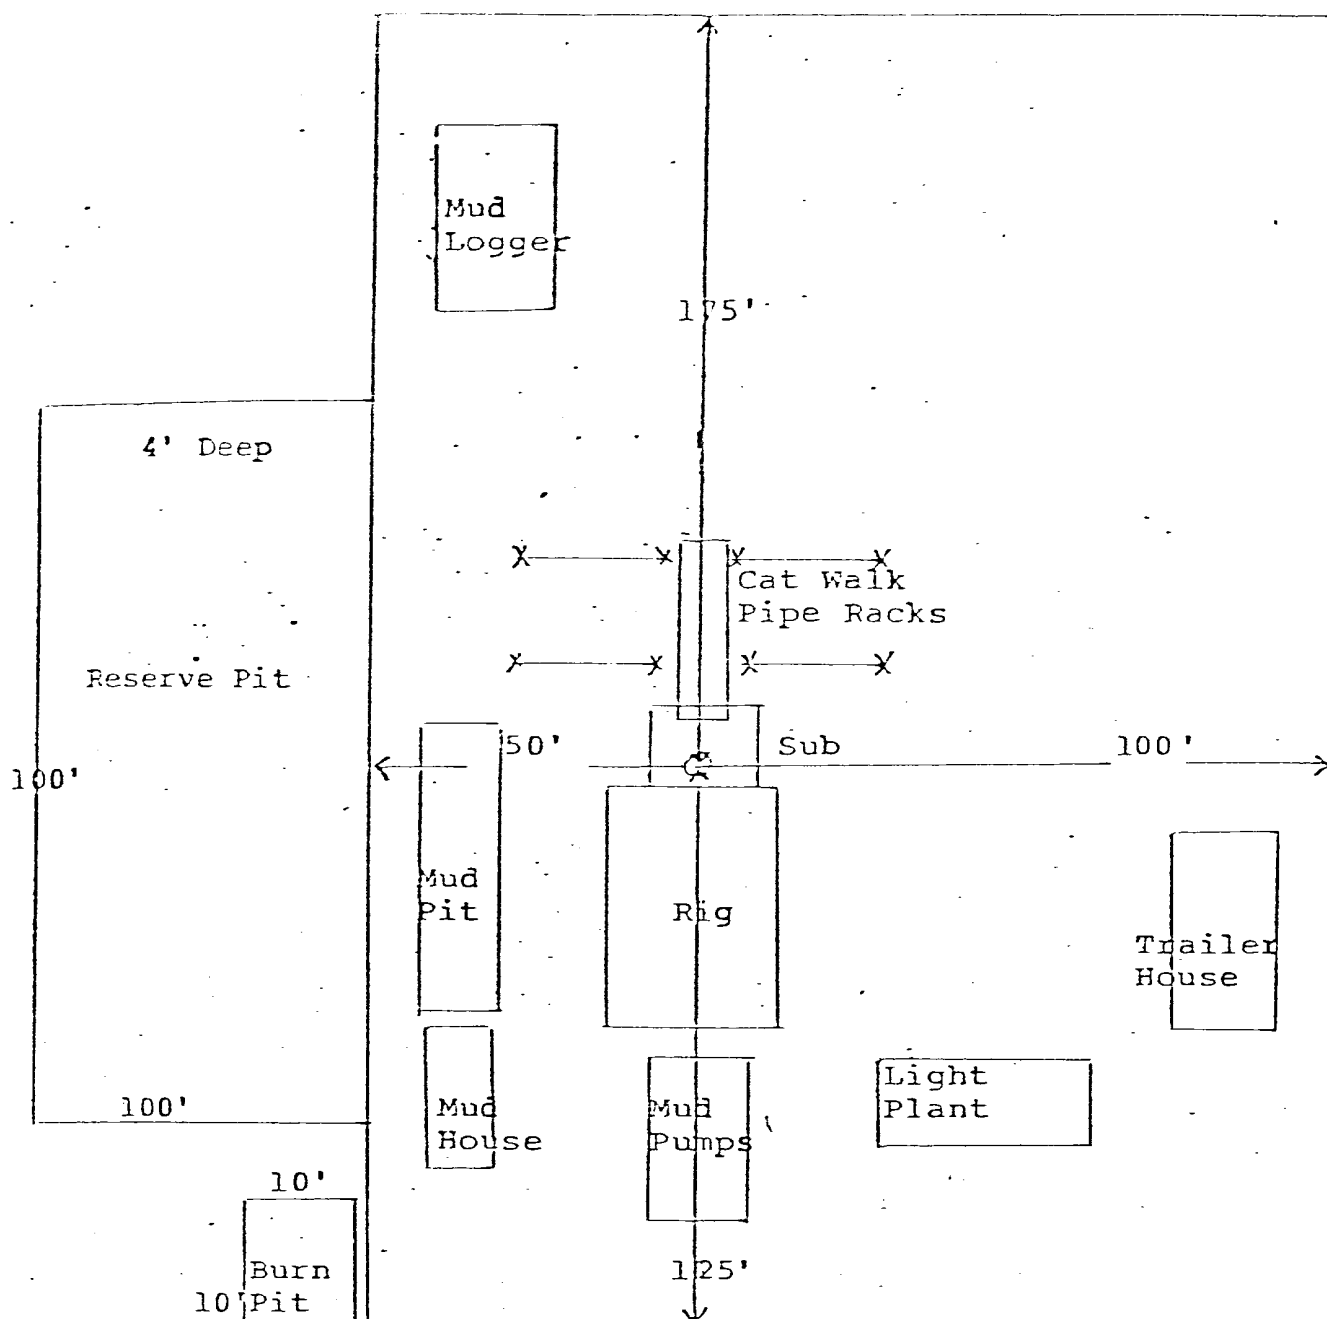 Mud
Logger
175'
4' Deep
Cat Walk
Pipe Racks
Reserve Pit
50'
Sub
100'
100'
Mud
Pit
Rig
Trailer
House
Light
Plant
100'
Mud
House
Mud
Pumps
10'
Burn
Pit
10'
125'